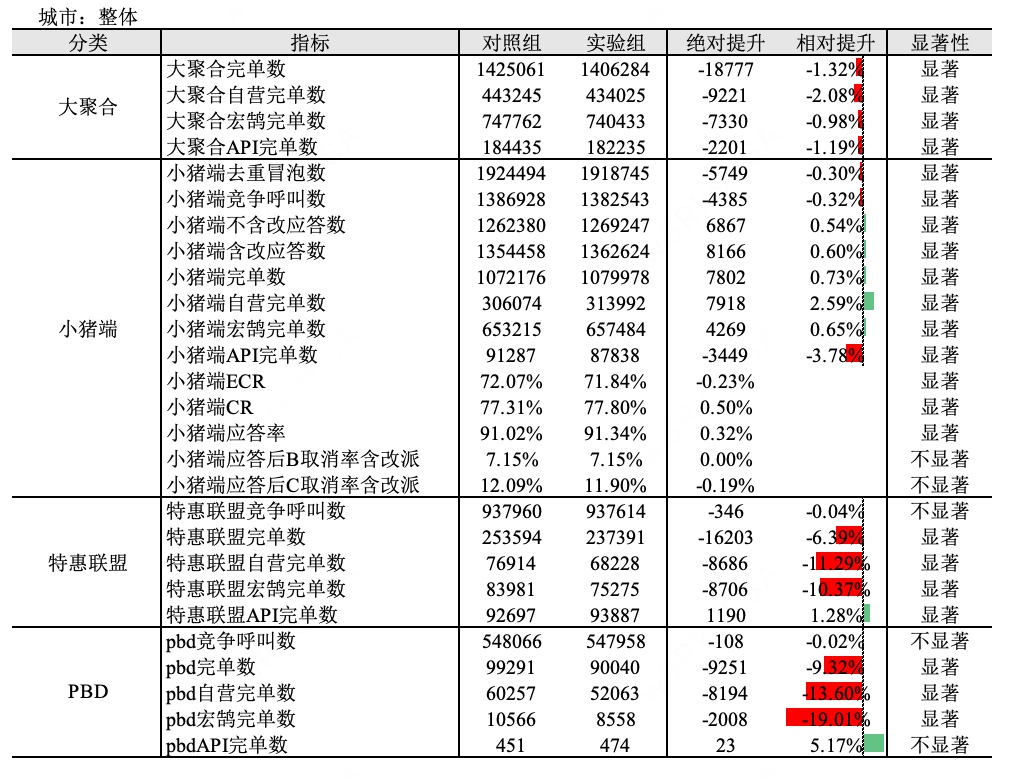 城市：整体
分类 指标 对照组 实验组 绝对提升 相对提升 显著性
大聚合 大聚合完单数 1425061 1406284 -18777 -1.32% 显著
大聚合自营完单数 443245 434025 -9221 -2.08% 显著
大聚合宏鹄完单数 747762 740433 -7330 -0.98% 显著
大聚合API完单数 184435 182235 -2201 -1.19% 显著
小猪端 小猪端去重冒泡数 1924494 1918745 -5749 -0.30% 显著
小猪端竞争呼叫数 1386928 1382543 -4385 -0.32% 显著
小猪端不含改应答数 1262380 1269247 6867 0.54% 显著
小猪端含改应答数 1354458 1362624 8166 0.60% 显著
小猪端完单数 1072176 1079978 7802 0.73% 显著
小猪端自营完单数 306074 313992 7918 2.59% 显著
小猪端宏鹄完单数 653215 657484 4269 0.65% 显著
小猪端API完单数 91287 87838 -3449 -3.78% 显著
小猪端ECR 72.07% 71.84% -0.23% 显著
小猪端CR 77.31% 77.80% 0.50% 显著
小猪端应答率 91.02% 91.34% 0.32% 显著
小猪端应答后B取消率含改派 7.15% 7.15% 0.00% 不显著
小猪端应答后C取消率含改派 12.09% 11.90% -0.19% 不显著
特惠联盟 特惠联盟竞争呼叫数 937960 937614 -346 -0.04% 不显著
特惠联盟完单数 253594 237391 -16203 -6.39% 显著
特惠联盟自营完单数 76914 68228 -8686 -11.29% 显著
特惠联盟宏鹄完单数 83981 75275 -8706 -10.37% 显著
特惠联盟API完单数 92697 93887 1190 1.28% 显著
PBD pbd竞争呼叫数 548066 547958 -108 -0.02% 不显著
pbd完单数 99291 90040 -9251 -9.32% 显著
pbd自营完单数 60257 52063 -8194 -13.60% 显著
pbd宏鹄完单数 10566 8558 -2008 -19.01% 显著
pbdAPI完单数 451 474 23 5.17% 不显著